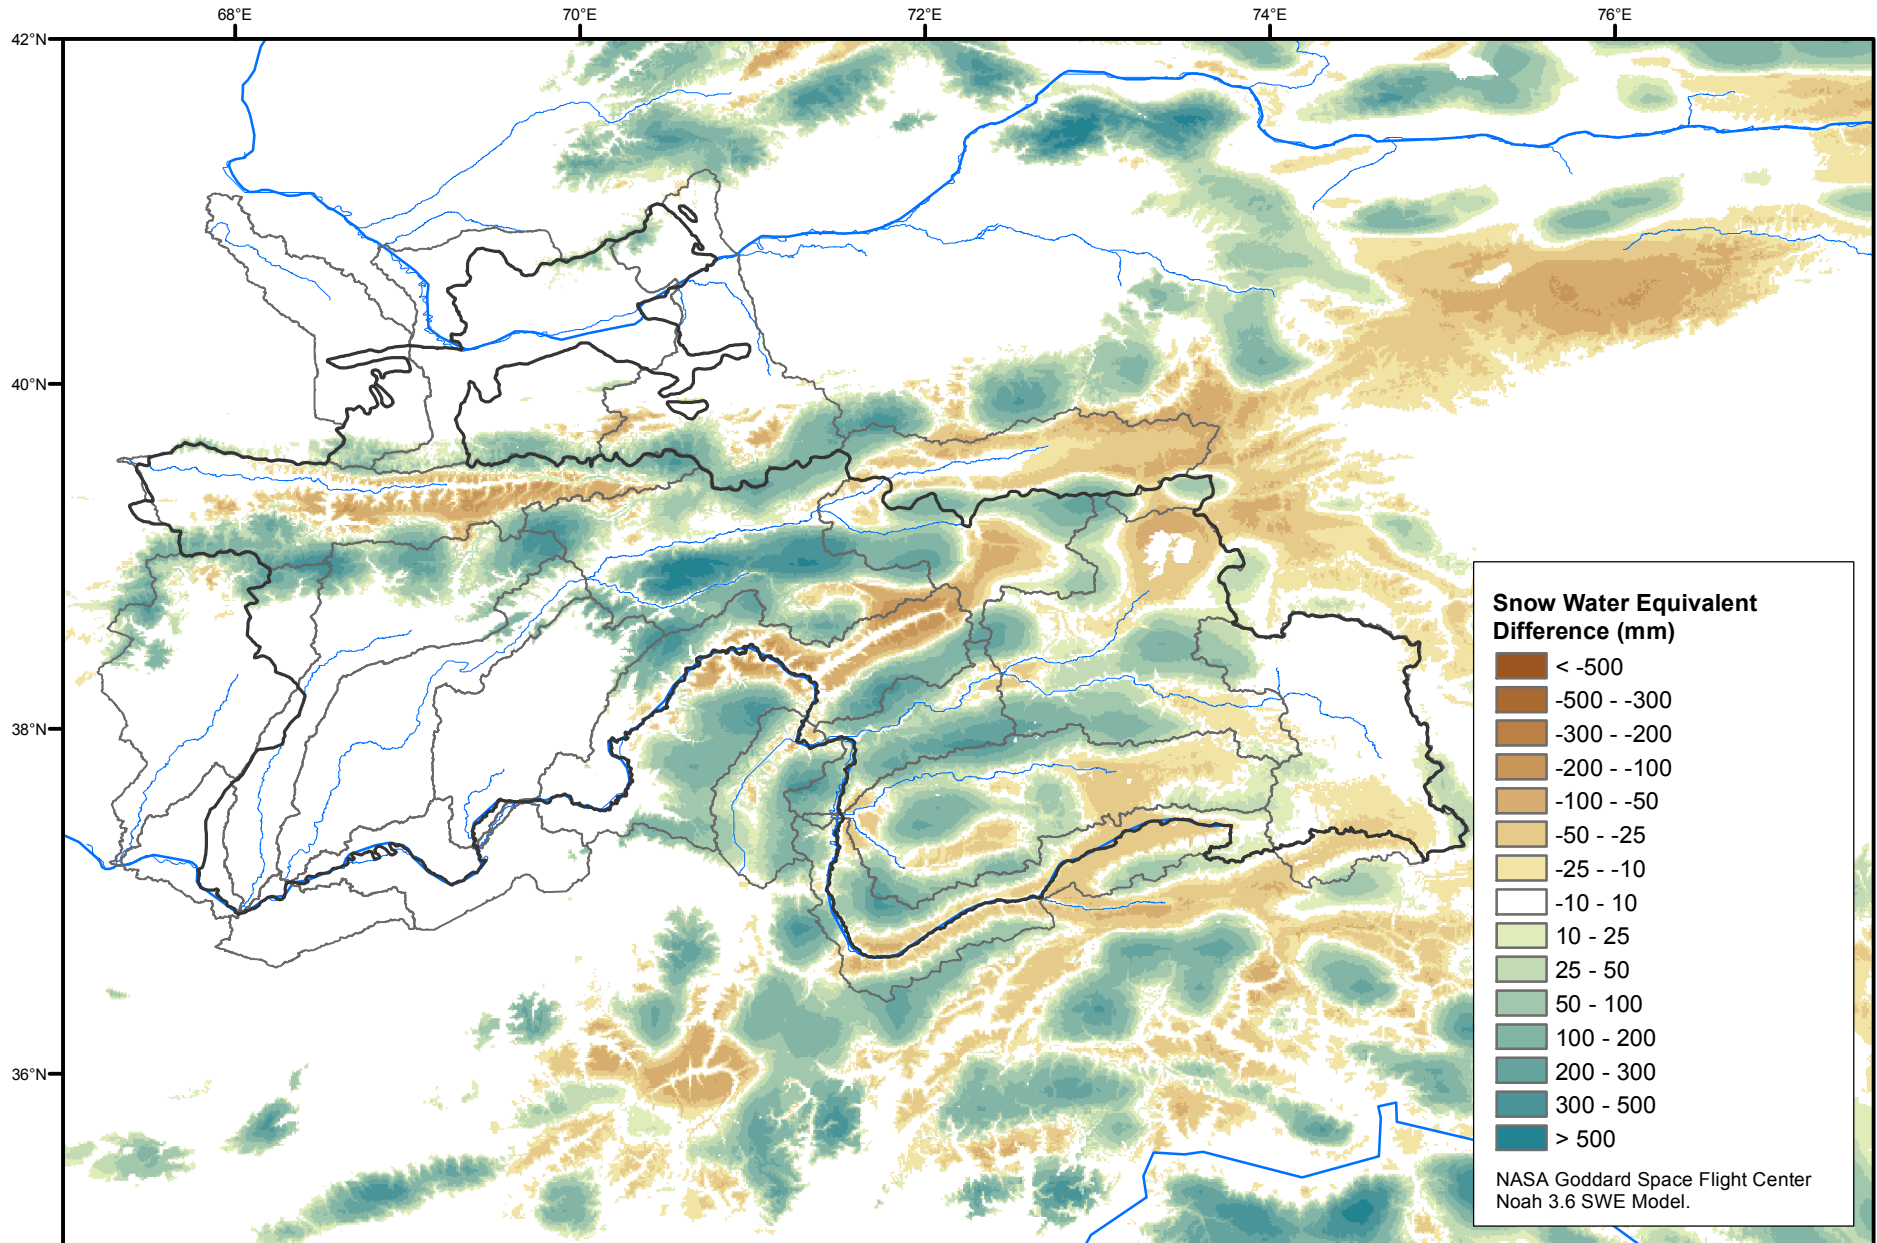 68°E
70°E
72°E
74°E
76°E
42°N
40°N
38°N
36°N
Snow Water Equivalent
Difference (mm)
< -500
-500 - -300
-300 - -200
-200 - -100
-100 - -50
-50 - -25
-25 - -10
-10 - 10
10 - 25
25 - 50
50 - 100
100 - 200
200 - 300
300 - 500
> 500
NASA Goddard Space Flight Center
Noah 3.6 SWE Model.